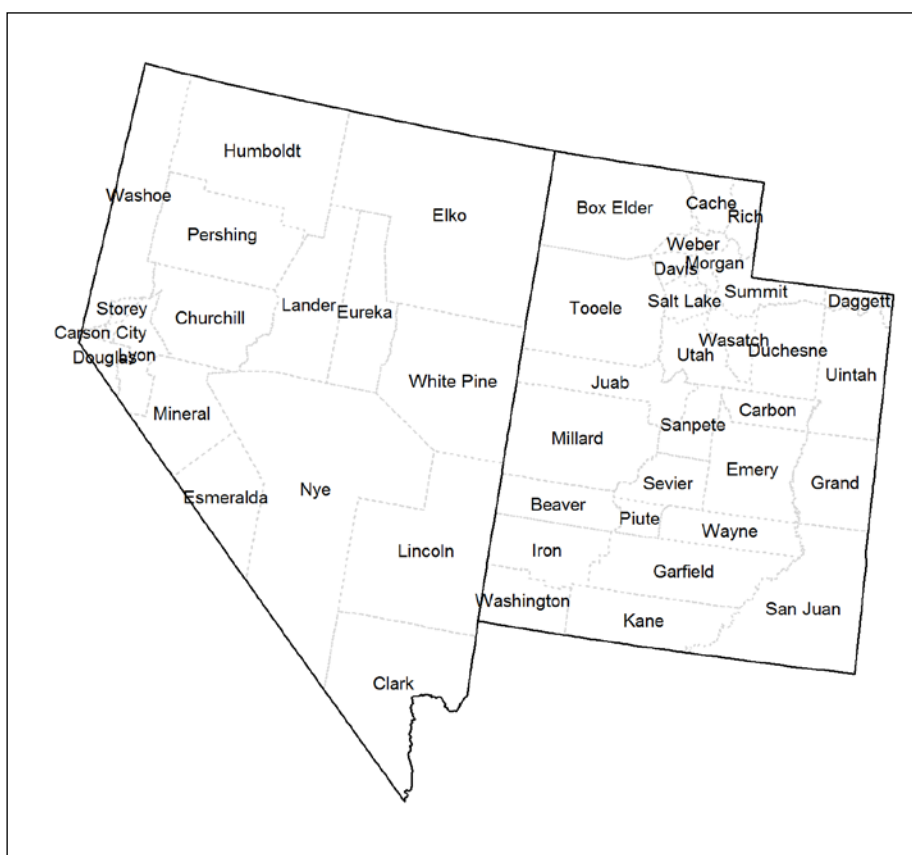 Humboldt
Washoe
Elko
Pershing
Storey
Churchill
Lander
Eureka
Carson City
Douglas
Lyon
White Pine
Mineral
Esmeralda
Nye
Lincoln
Clark
Box Elder
Cache
Rich
Weber
Davis
Morgan
Tooele
Salt Lake
Summit
Daggett
Wasatch
Utah
Duchesne
Uintah
Juab
Carbon
Sanpete
Millard
Emery
Sevier
Grand
Beaver
Piute
Wayne
Iron
Garfield
Washington
Kane
San Juan